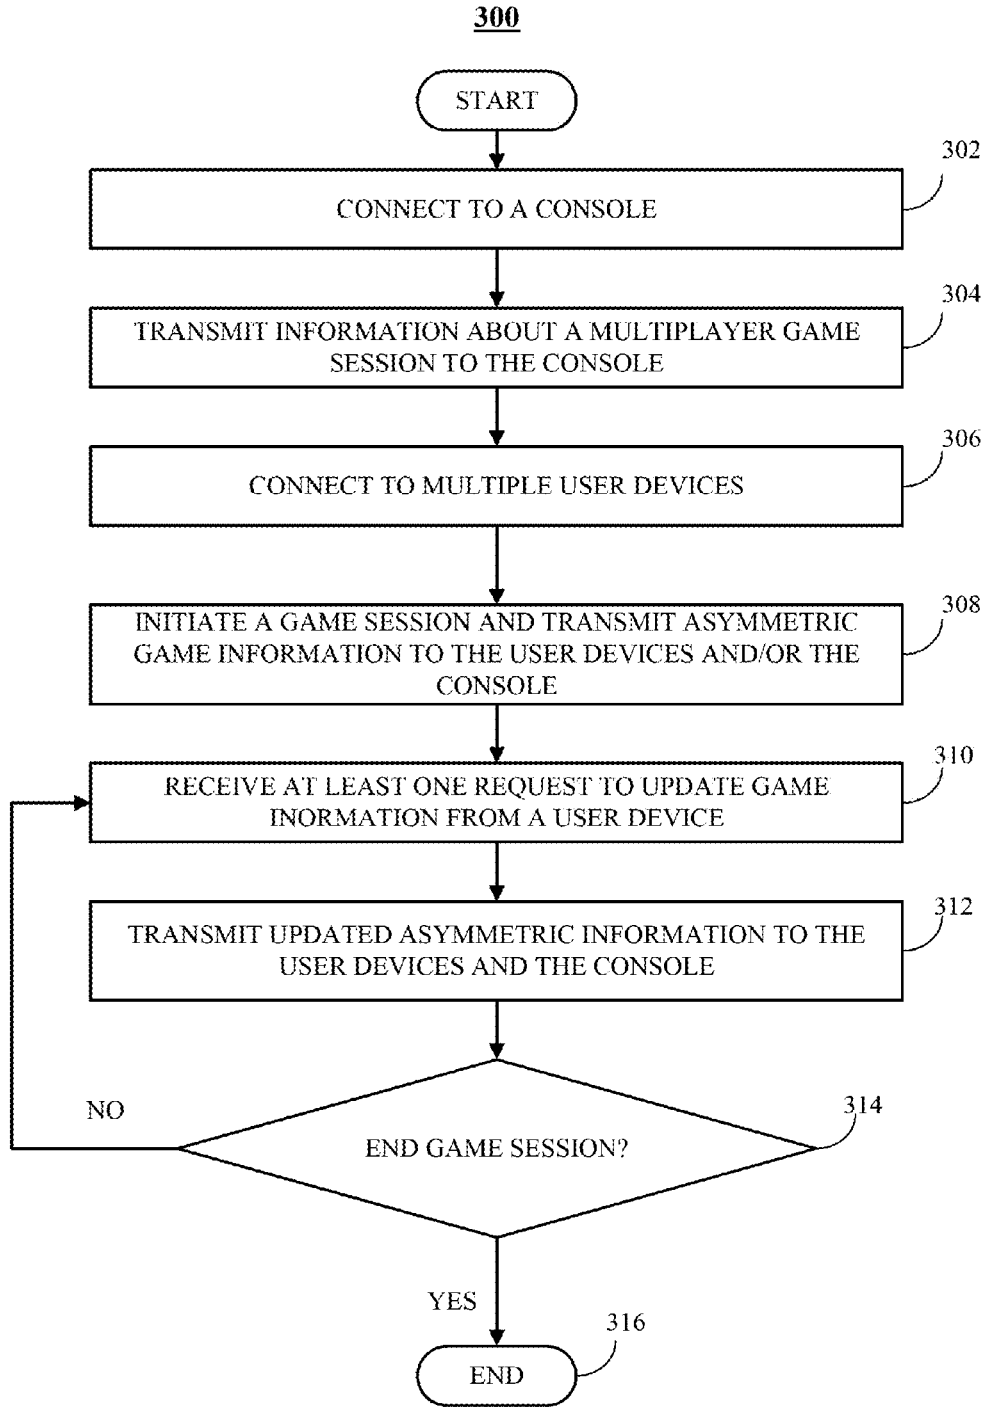 300
START
302
CONNECT TO A CONSOLE
304
TRANSMIT INFORMATION ABOUT A MULTIPLAYER GAME
SESSION TO THE CONSOLE
306
CONNECT TO MULTIPLE USER DEVICES
308
INITIATE A GAME SESSION AND TRANSMIT ASYMMETRIC
GAME INFORMATION TO THE USER DEVICES AND/OR THE
CONSOLE
310
RECEIVE AT LEAST ONE REQUEST TO UPDATE GAME
INORMATION FROM A USER DEVICE
312
TRANSMIT UPDATED ASYMMETRIC INFORMATION TO THE
USER DEVICES AND THE CONSOLE
NO
314
END GAME SESSION?
YES
316
END